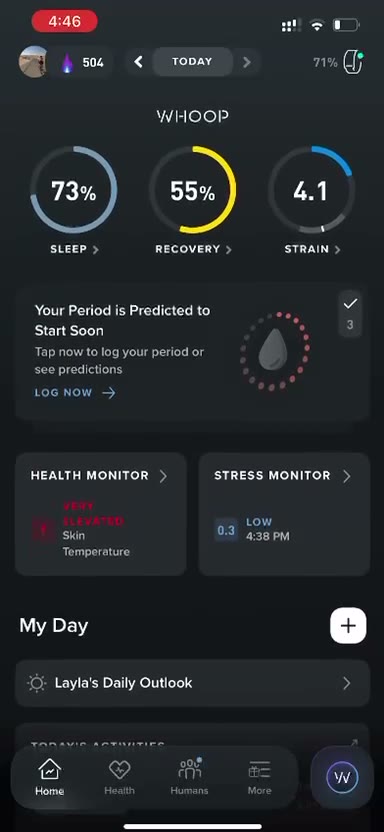 4:46
504
TODAY
71%
WHOOP
73%
55%
4.1
SLEEP
RECOVERY
STRAIN
Your Period is Predicted to
Start Soon
Tap now to log your period or
see predictions
LOG NOW
3
HEALTH MONITOR
VERY
ELEVATED
Skin
Temperature
STRESS MONITOR
0.3
LOW
4:38 PM
My Day
Layla's Daily Outlook
TODAY'S ACTIVITIES
Home
Health
Humans
More